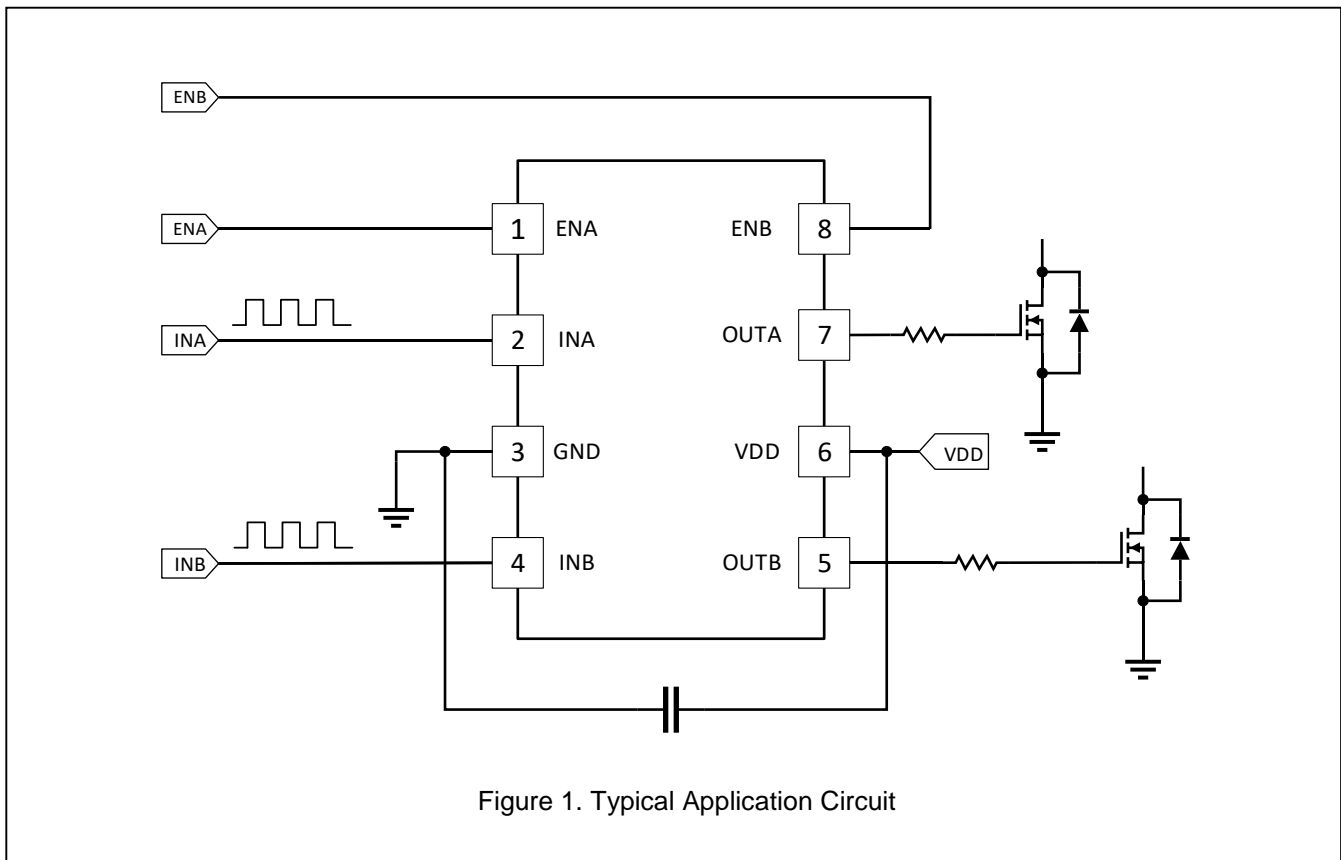 ENB
ENA
1 ENA ENB 8
INA
2 INA OUTA 7
3 GND VDD 6 VDD
INB
4 INB OUTB 5
Figure 1. Typical Application Circuit